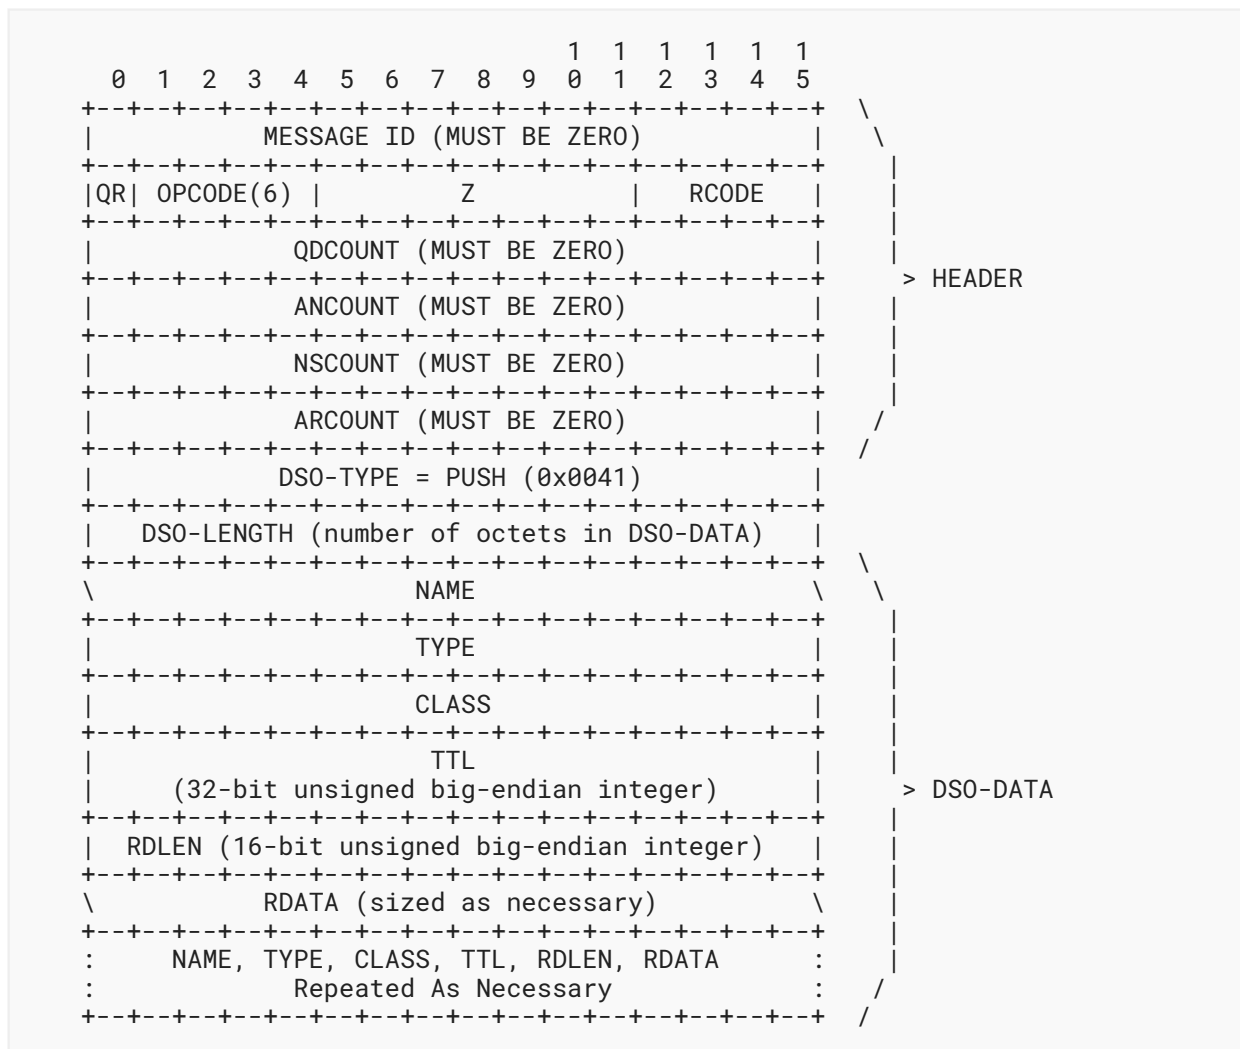 1  1  1  1  1  1
  0  1  2  3  4  5  6  7  8  9  0  1  2  3  4  5
+--+--+--+--+--+--+--+--+--+--+--+--+--+--+--+--+  \
|           MESSAGE ID (MUST BE ZERO)           |   \
+--+--+--+--+--+--+--+--+--+--+--+--+--+--+--+--+    |
|QR| OPCODE(6) |         Z          |   RCODE   |    |
+--+--+--+--+--+--+--+--+--+--+--+--+--+--+--+--+    |
|             QDCOUNT (MUST BE ZERO)            |    |
+--+--+--+--+--+--+--+--+--+--+--+--+--+--+--+--+     > HEADER
|             ANCOUNT (MUST BE ZERO)            |    |
+--+--+--+--+--+--+--+--+--+--+--+--+--+--+--+--+    |
|             NSCOUNT (MUST BE ZERO)            |    |
+--+--+--+--+--+--+--+--+--+--+--+--+--+--+--+--+    |
|             ARCOUNT (MUST BE ZERO)            |   /
+--+--+--+--+--+--+--+--+--+--+--+--+--+--+--+--+  /
|            DSO-TYPE = PUSH (0x0041)           |
+--+--+--+--+--+--+--+--+--+--+--+--+--+--+--+--+
|   DSO-LENGTH (number of octets in DSO-DATA)   |
+--+--+--+--+--+--+--+--+--+--+--+--+--+--+--+--+  \
\                     NAME                      \   \
+--+--+--+--+--+--+--+--+--+--+--+--+--+--+--+--+    |
|                     TYPE                      |    |
+--+--+--+--+--+--+--+--+--+--+--+--+--+--+--+--+    |
|                     CLASS                     |    |
+--+--+--+--+--+--+--+--+--+--+--+--+--+--+--+--+    |
|                      TTL                      |    |
|     (32-bit unsigned big-endian integer)      |     > DSO-DATA
+--+--+--+--+--+--+--+--+--+--+--+--+--+--+--+--+    |
|  RDLEN (16-bit unsigned big-endian integer)   |    |
+--+--+--+--+--+--+--+--+--+--+--+--+--+--+--+--+    |
\           RDATA (sized as necessary)          \    |
+--+--+--+--+--+--+--+--+--+--+--+--+--+--+--+--+    |
:     NAME, TYPE, CLASS, TTL, RDLEN, RDATA      :    |
:             Repeated As Necessary             :   /
+--+--+--+--+--+--+--+--+--+--+--+--+--+--+--+--+  /